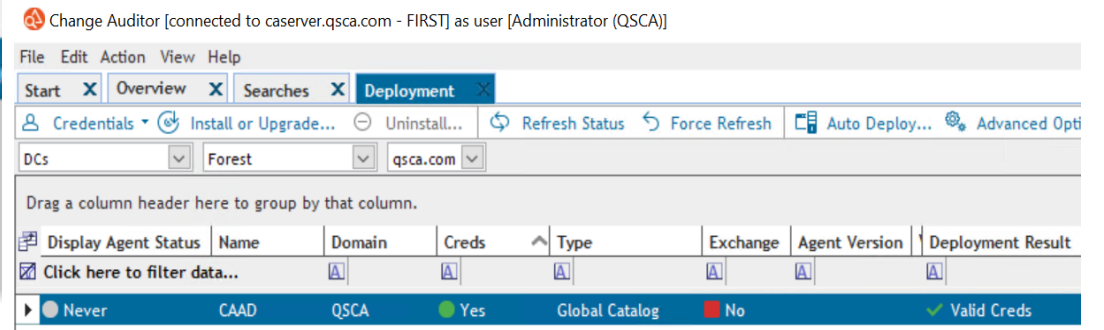 Change Auditor [connected to caserver.qsca.com - FIRST] as user [Administrator (QSCA)]
File Edit Action View Help
Start X Overview X Searches X Deployment X
Credentials Install or Upgrade... Uninstall... Refresh Status Force Refresh Auto Deploy... Advanced Opti
DCs Forest qsca.com
Drag a column header here to group by that column.
Display Agent Status Name Domain Creds Type Exchange Agent Version Deployment Result
Click here to filter data... A A A A A A
Never CAAD QSCA Yes Global Catalog No Valid Creds